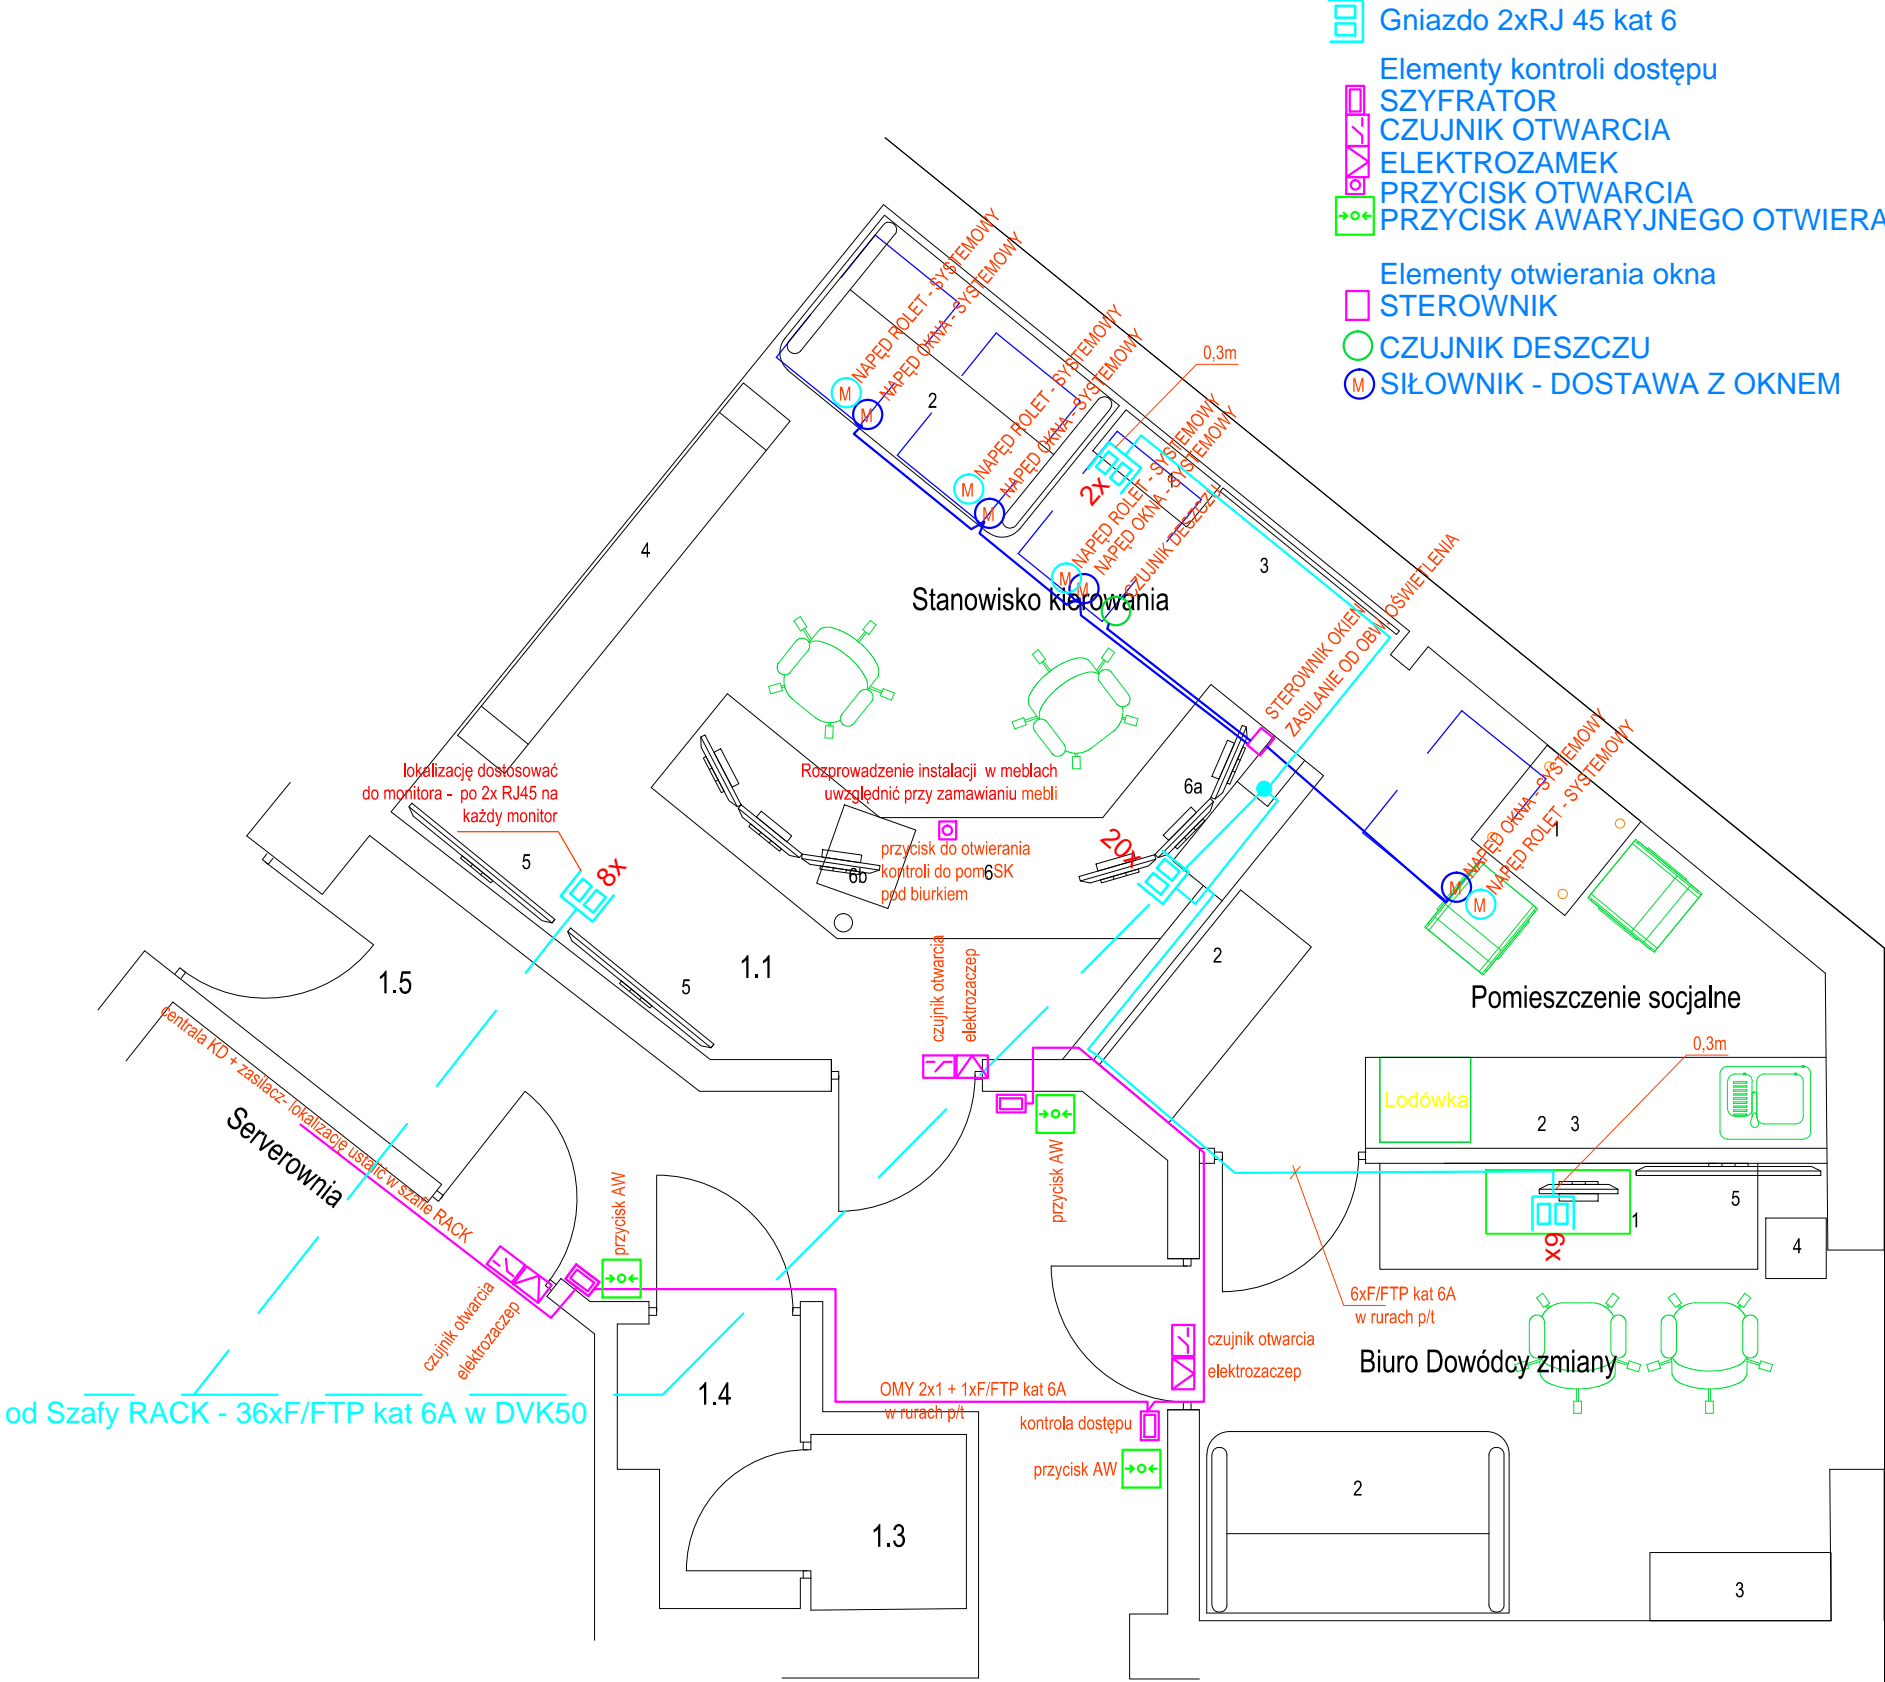 Gniazdo 2xRJ 45 kat 6
Elementy kontroli dostępu
SZYFRATOR
CZUJNIK OTWARCIA
ELEKTROZAMEK
PRZYCISK OTWARCIA
PRZYCISK AWARYJNEGO OTWIERA
Elementy otwierania okna
STEROWNIK
CZUJNIK DESZCZU
M
SIŁOWNIK - DOSTAWA Z OKNEM
NAPĘD ROLET - SYSTEMOWY
NAPĘD OKNA - SYSTEMOWY
M
M
2
NAPĘD ROLET - SYSTEMOWY
NAPĘD OKNA - SYSTEMOWY
M
M
0,3m
2x
1
NAPĘD ROLET - SYSTEMOWY
NAPĘD OKNA - SYSTEMOWY
CZUJNIK DESZCZU
M
M
3
4
Stanowisko kierowania
STEROWNIK OKIEN
ZASILANIE OD OBW. OŚWIETLENIA
NAPĘD OKNA - SYSTEMOWY
NAPĘD ROLET - SYSTEMOWY
M
M
1
lokalizację dostosować
do monitora - po 2x RJ45 na
każdy monitor
Rozprowadzenie instalacji w meblach
uwzględnić przy zamawianiu mebli
6a
20x
przycisk do otwierania
kontroli do pom SK
pod biurkiem
6b
6
5
8x
5
1.1
1.5
2
czujnik otwarcia
elektrozaczep
Pomieszczenie socjalne
0,3m
Lodówka
2 3
centrala KD + zasilacz- lokalizację ustalić w szafie RACK
Serverownia
przycisk AW
przycisk AW
czujnik otwarcia
elektrozaczep
5
1
6x
4
6xF/FTP kat 6A
w rurach p/t
czujnik otwarcia
elektrozaczep
Biuro Dowódcy zmiany
od Szafy RACK - 36xF/FTP kat 6A w DVK50
1.4
OMY 2x1 + 1xF/FTP kat 6A
w rurach p/t
kontrola dostępu
przycisk AW
2
1.3
3